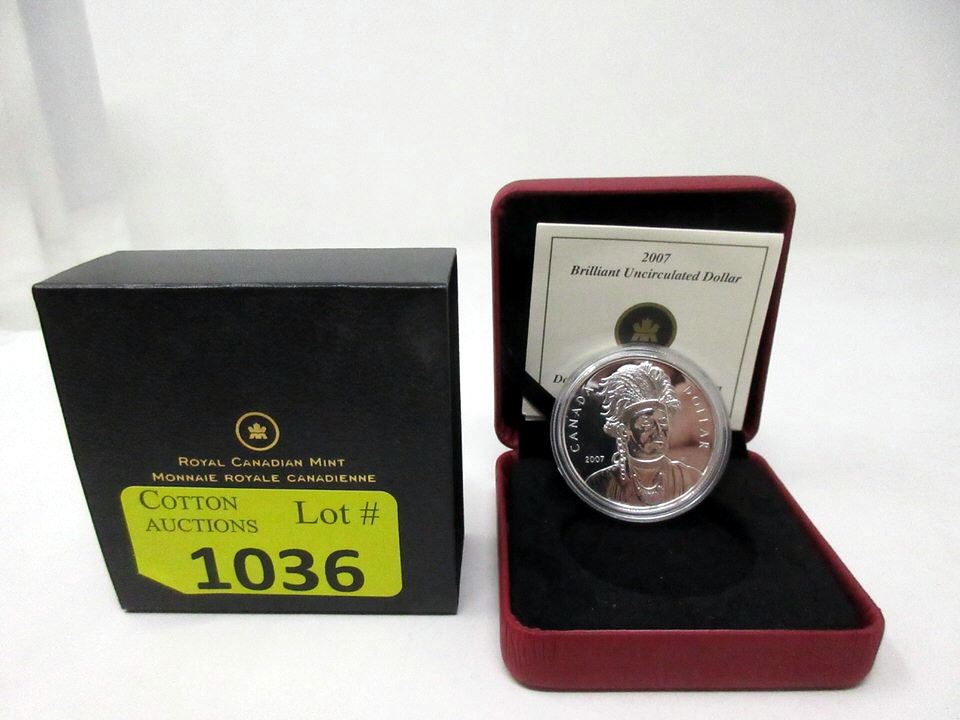 ROYAL CANADIAN MINT
MONNAIE ROYALE CANADIENNE
COTTON AUCTIONS
Lot #
1036
2007
Brilliant Uncirculated Dollar
CANADA
DOLLAR
2007